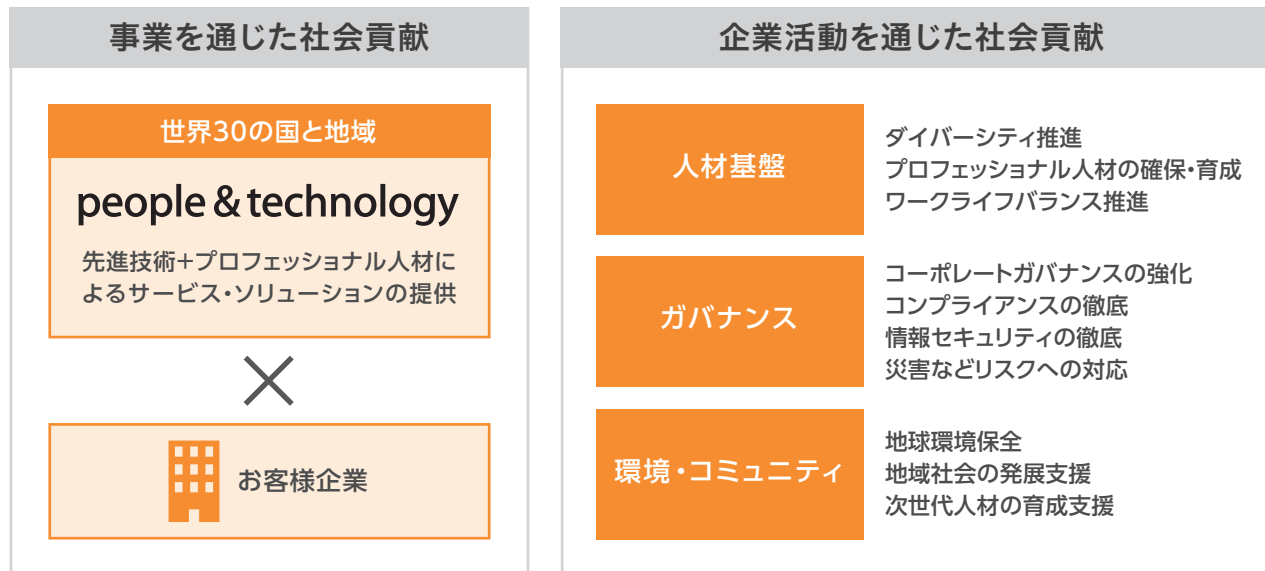 事業を通じた社会貢献
世界30の国と地域
people & technology
先進技術+プロフェッショナル人材に
よるサービス・ソリューションの提供
×
お客様企業
企業活動を通じた社会貢献
人材基盤
ダイバーシティ推進
プロフェッショナル人材の確保・育成
ワークライフバランス推進
ガバナンス
コーポレートガバナンスの強化
コンプライアンスの徹底
情報セキュリティの徹底
災害などリスクへの対応
環境・コミュニティ
地球環境保全
地域社会の発展支援
次世代人材の育成支援